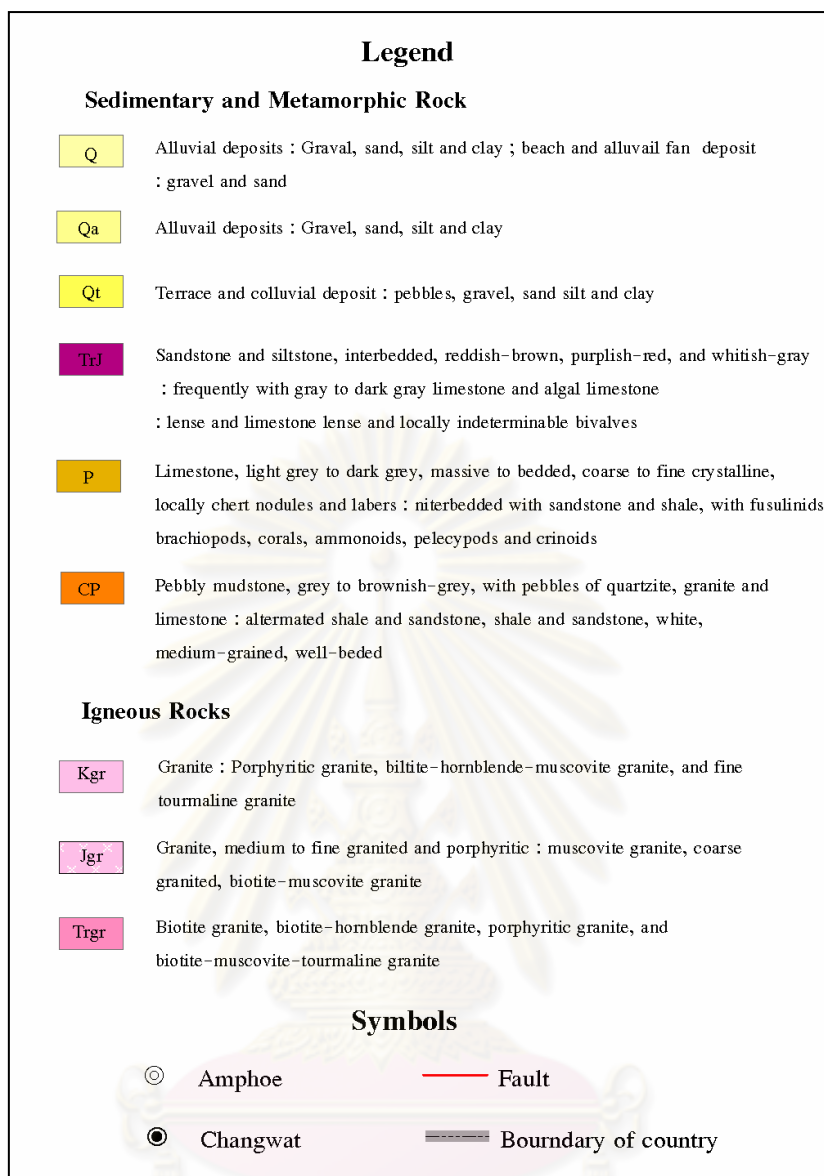 Legend
Sedimentary and Metamorphic Rock
Q Alluvial deposits : Graval, sand, silt and clay ; beach and alluvail fan deposit
: gravel and sand
Qa Alluvail deposits : Gravel, sand, silt and clay
Qt Terrace and colluvial deposit : pebbles, gravel, sand silt and clay
TrJ Sandstone and siltstone, interbedded, reddish-brown, purplish-red, and whitish-gray
: frequently with gray to dark gray limestone and algal limestone
: lense and limestone lense and locally indeterminable bivalves
P Limestone, light grey to dark grey, massive to bedded, coarse to fine crystalline,
locally chert nodules and labers : niterbedded with sandstone and shale, with fusulinids
brachiopods, corals, ammonoids, pelecypods and crinoids
CP Pebbly mudstone, grey to brownish-grey, with pebbles of quartzite, granite and
limestone : altermated shale and sandstone, shale and sandstone, white,
medium-grained, well-beded
Igneous Rocks
Kgr Granite : Porphyritic granite, biltite-hornblende-muscovite granite, and fine
tourmaline granite
Jgr Granite, medium to fine granited and porphyritic : muscovite granite, coarse
granited, biotite-muscovite granite
Trgr Biotite granite, biotite-hornblende granite, porphyritic granite, and
biotite-muscovite-tourmaline granite
Symbols
Amphoe Fault
Changwat Bourndary of country